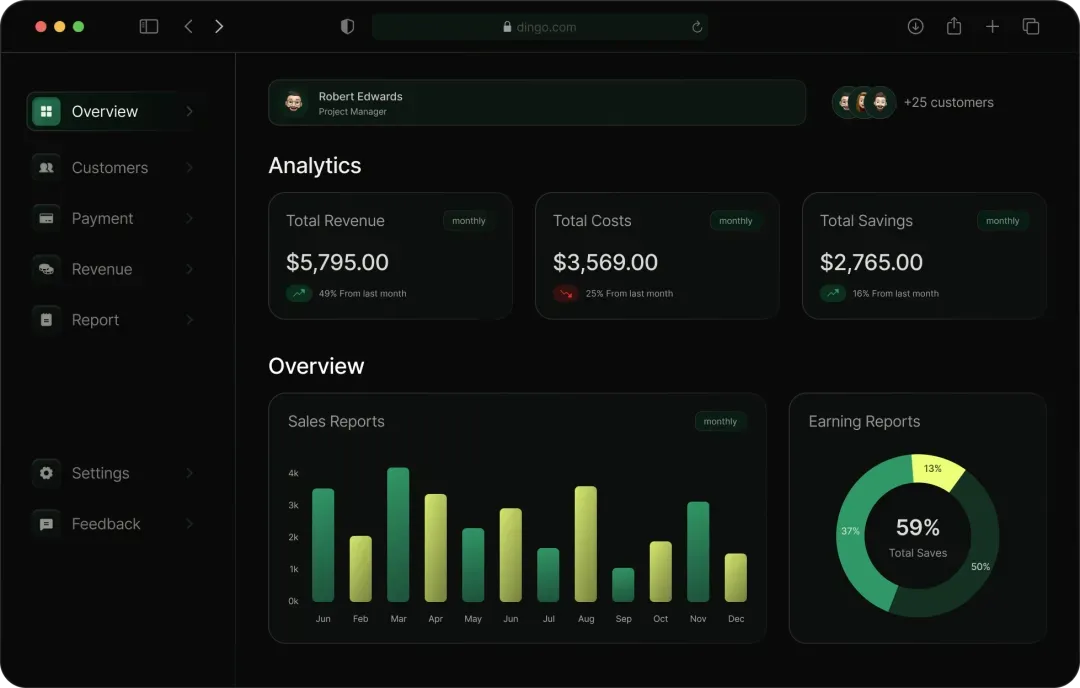 dingo.com
Overview
Customers
Payment
Revenue
Report
Settings
Feedback
Robert Edwards
Project Manager
+25 customers
Analytics
Total Revenue
monthly
$5,795.00
49% From last month
Total Costs
monthly
$3,569.00
25% From last month
Total Savings
monthly
$2,765.00
16% From last month
Overview
Sales Reports
monthly
4k
3k
2k
1k
0k
Jun Feb Mar Apr May Jun Jul Aug Sep Oct Nov Dec
Earning Reports
13%
37%
59%
Total Saves
50%